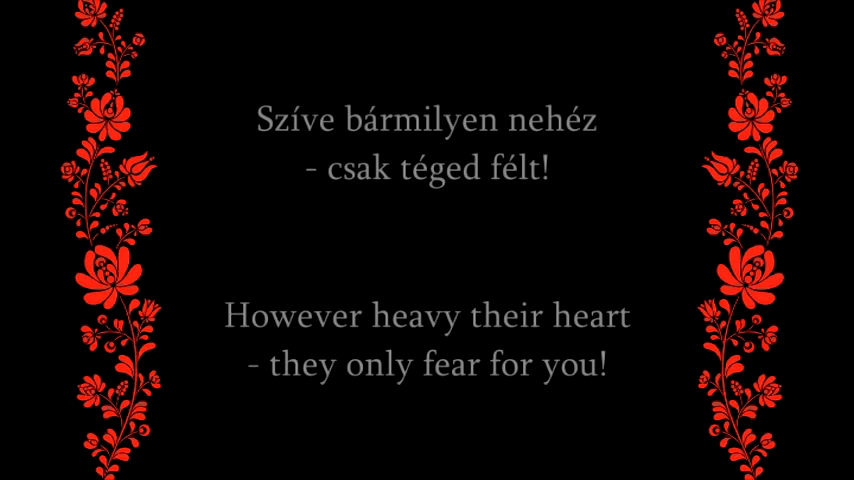 Szíve bármilyen nehéz
- csak téged félt!
However heavy their heart
- they only fear for you!